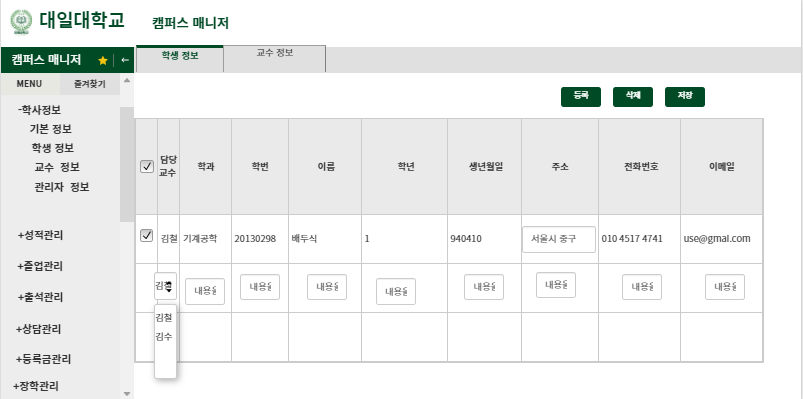 대일대학교 캠퍼스 매니저
캠퍼스 매니저 ←
학생 정보 교수 정보
MENU 즐겨찾기
등록 삭제 저장
-학사정보
기본 정보
학생 정보
교수 정보
관리자 정보
+성적관리
+졸업관리
+출석관리
+상담관리
+등록금관리
+장학관리
담당
교수 학과 학번 이름 학년 생년월일 주소 전화번호 이메일
김철 기계공학 20130298 배두식 1 940410 서울시 중구 010 4517 4741 use@gmal.com
내용을 내용을 내용을 내용을 내용을 내용을 내용을 내용을
김철
김수